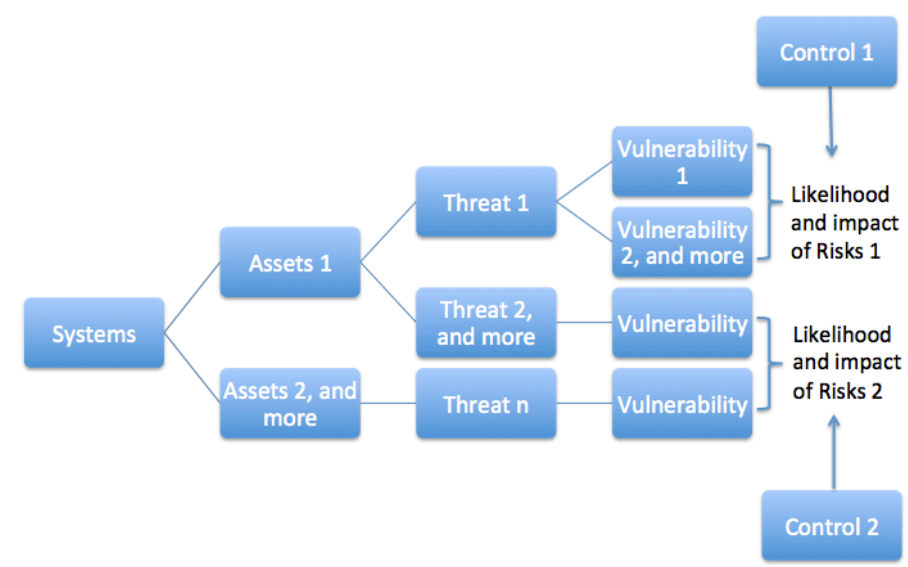 Control 1
Vulnerability
1
Threat 1
Likelihood
and impact
of Risks 1
Vulnerability
2, and more
Assets 1
Threat 2,
and more
Vulnerability
Systems
Likelihood
and impact
of Risks 2
Assets 2, and
more
Threat n
Vulnerability
Control 2